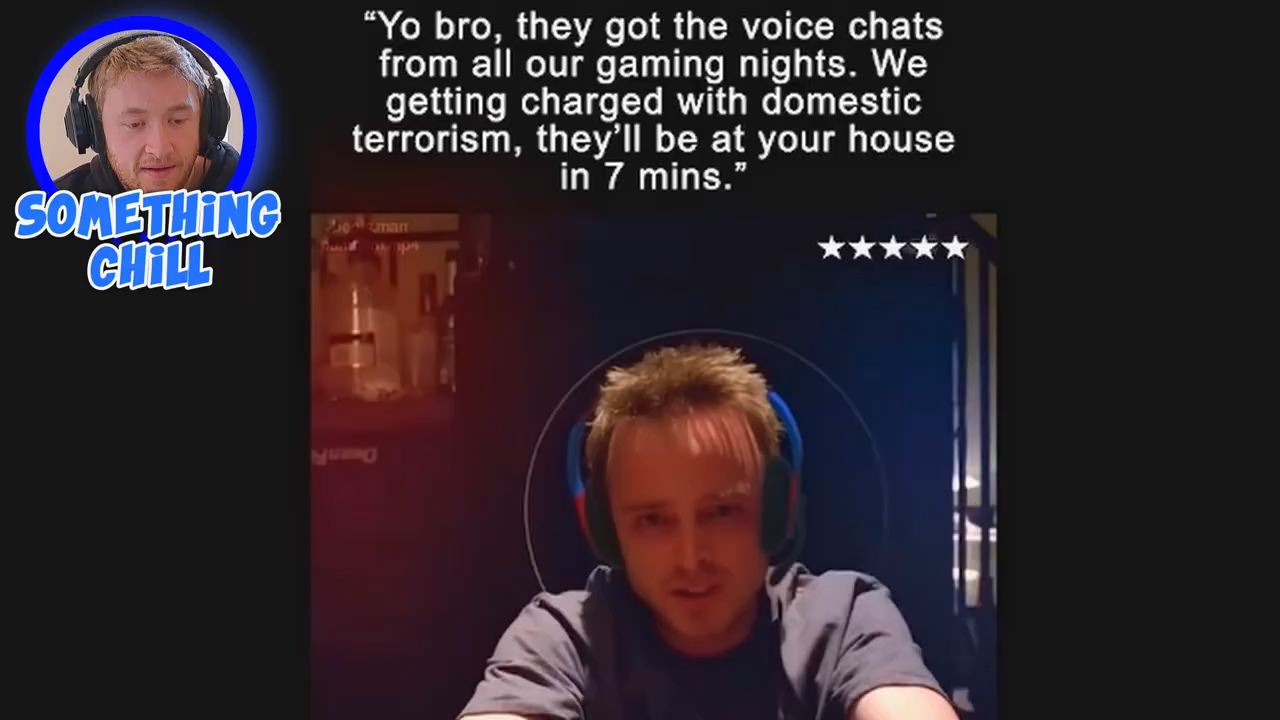 “Yo bro, they got the voice chats
from all our gaming nights. We
getting charged with domestic
terrorism, they’ll be at your house
in 7 mins.”
SOMETHING
CHILL